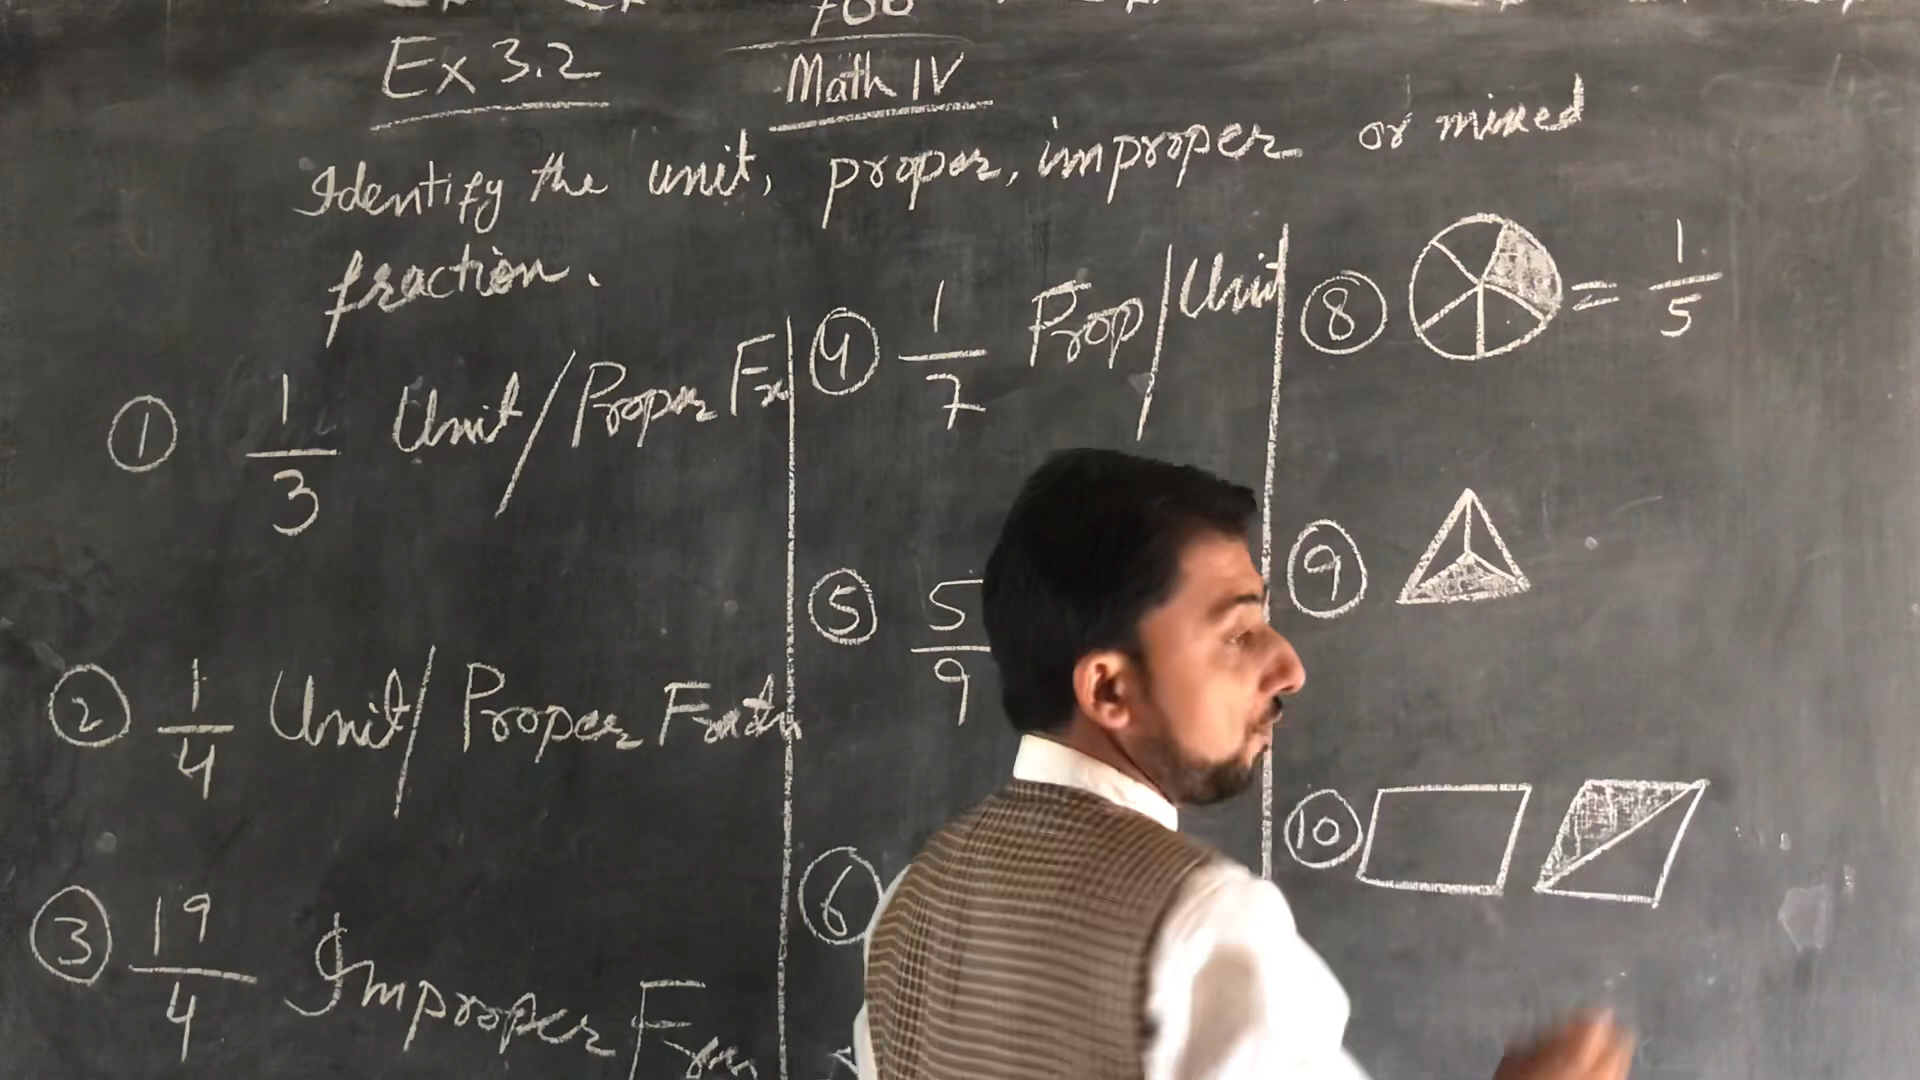 Ex 3.2
Math IV
Identify the unit, proper, improper or mixed
fraction.
① 1/3 Unit/Proper Fr
② 1/4 Unit/Proper
③ 19/4 Improper
④ 1/7 Prop/Unit
⑤ 5/9
⑥
⑧ = 1/5
⑨
⑩